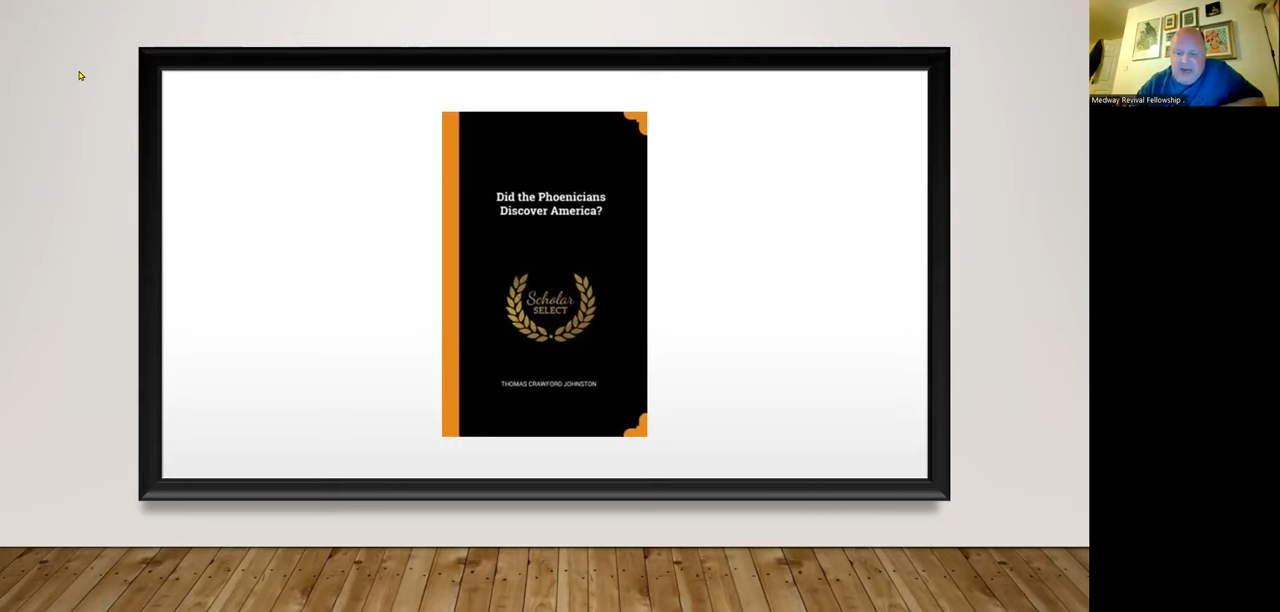 Did the Phoenicians
Discover America?
Scholar
SELECT
THOMAS CRAWFORD JOHNSTON
Medway Revival Fellowship .